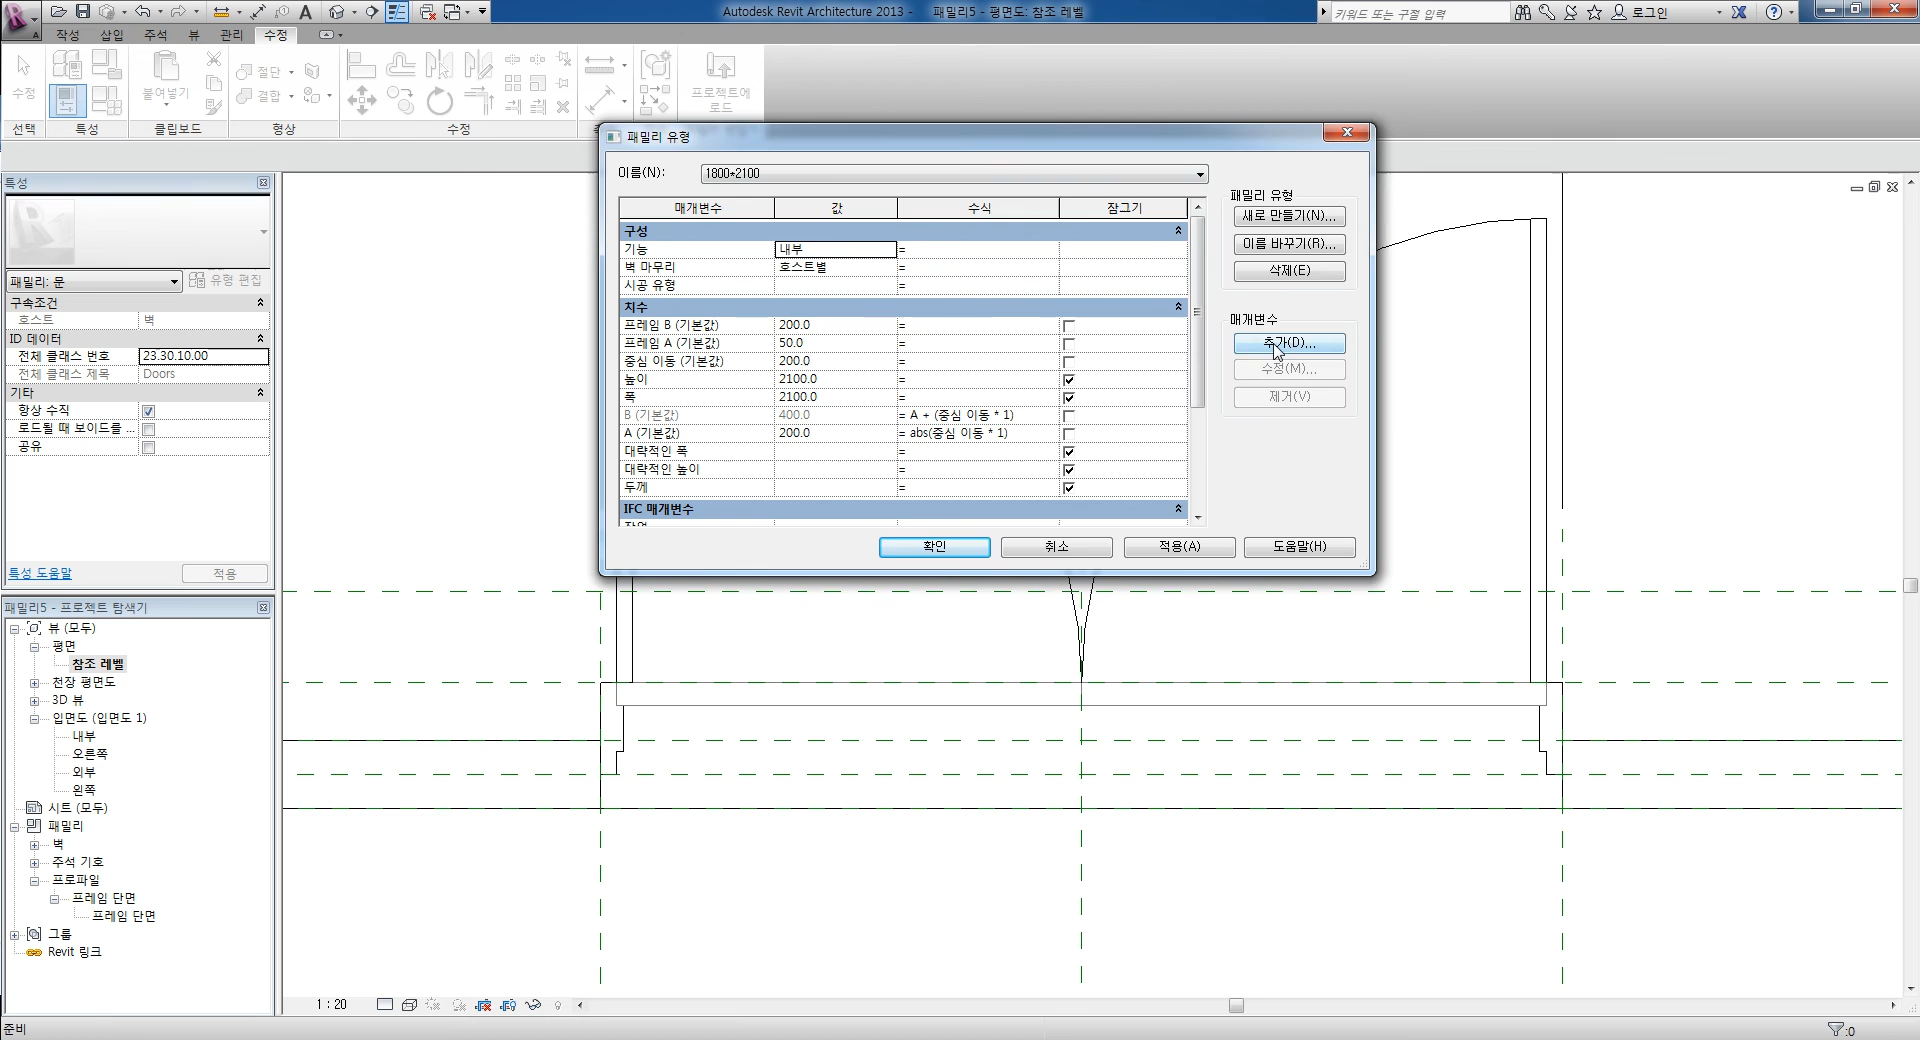 Autodesk Revit Architecture 2013 - 패밀리5 - 평면도: 참조 레벨
키워드 또는 구절 입력
로그인
작성 삽입 주석 뷰 관리 수정
수정
붙여넣기
절단
결합
프로젝트에
로드
선택 특성 클립보드 형상 수정
특성
패밀리: 문
유형 편집
구속조건
호스트 벽
ID 데이터
전체 클래스 번호 23.30.10.00
전체 클래스 제목 Doors
기타
항상 수직
로드될 때 보이드를 ...
공유
특성 도움말
적용
패밀리5 - 프로젝트 탐색기
뷰 (모두)
평면
참조 레벨
천장 평면도
3D 뷰
입면도 (입면도 1)
내부
오른쪽
외부
왼쪽
시트 (모두)
패밀리
벽
주석 기호
프로파일
프레임 단면
프레임 단면
그룹
Revit 링크
패밀리 유형
이름(N): 1800*2100
매개변수 값 수식 잠그기
구성
기능 내부 =
벽 마무리 호스트별 =
시공 유형 =
치수
프레임 B (기본값) 200.0 =
프레임 A (기본값) 50.0 =
중심 이동 (기본값) 200.0 =
높이 2100.0 =
폭 2100.0 =
B (기본값) 400.0 = A + (중심 이동 * 1)
A (기본값) 200.0 = abs(중심 이동 * 1)
대략적인 폭 =
대략적인 높이 =
두께 =
IFC 매개변수
패밀리 유형
새로 만들기(N)...
이름 바꾸기(R)...
삭제(E)
매개변수
추가(D)...
수정(M)...
제거(V)
확인 취소 적용(A) 도움말(H)
1 : 20
준비
:0